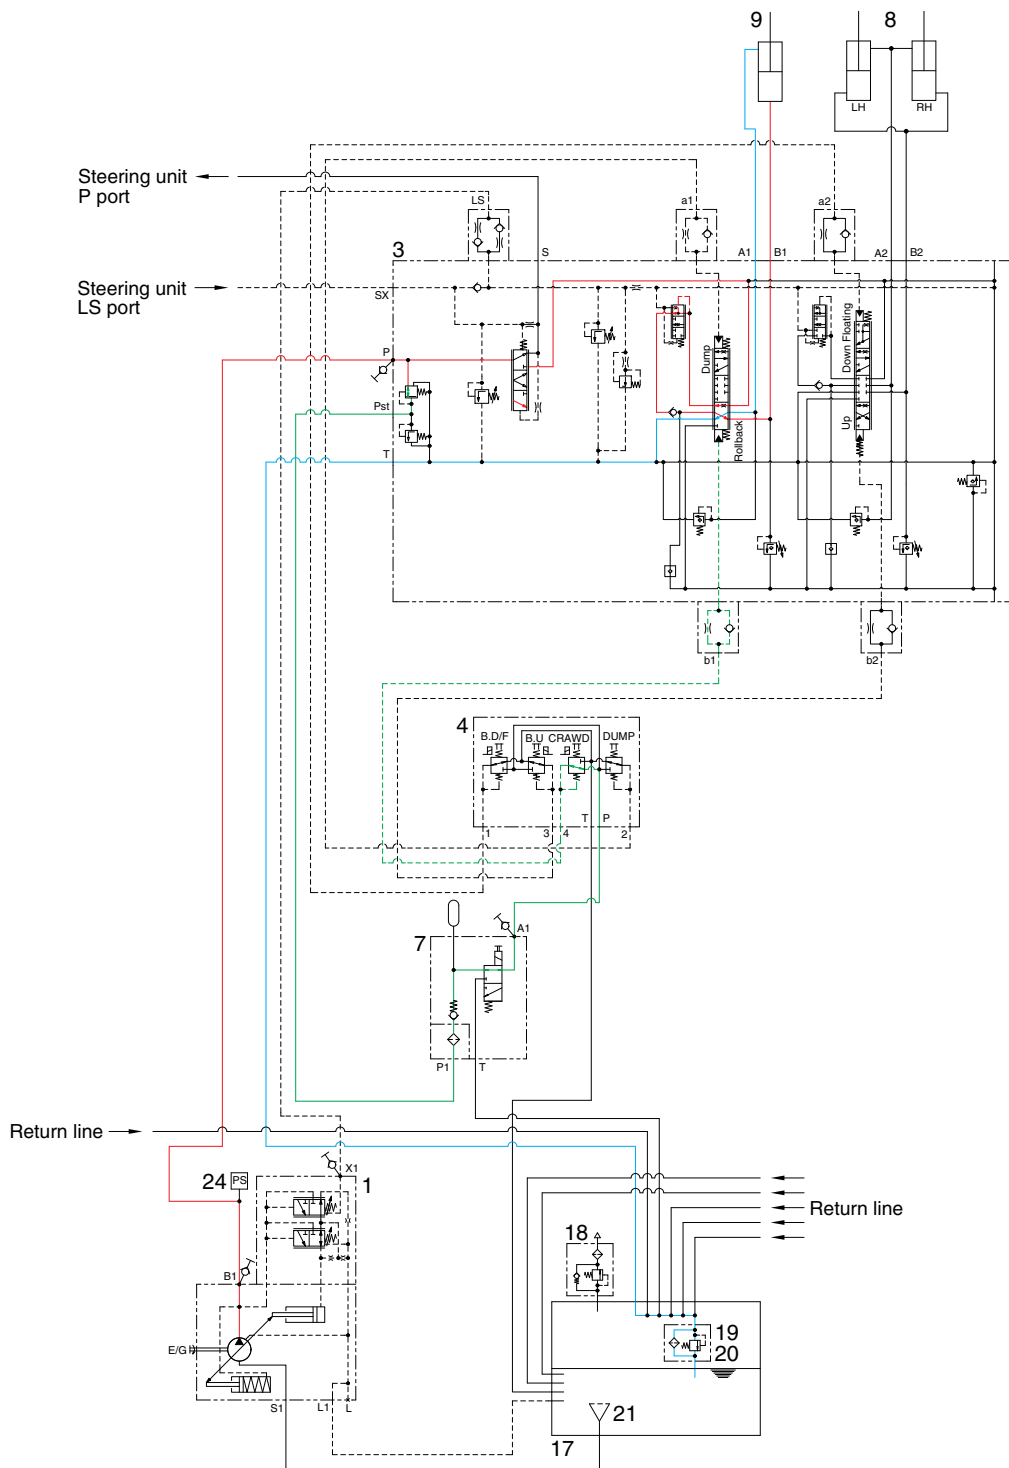 9
8
LH
RH
Steering unit
P port
LS
a1
a2
A1
B1
A2
B2
3
S
Steering unit
LS port
SX
P
Dump
Down Floating
Pst
Rollback
Up
T
b1
b2
4
B.D/F
B.U
CRAWD
DUMP
1
3
4
T
P
2
7
A1
P1
T
Return line
24
PS
X1
1
Return line
18
B1
19
20
E/G
S1
L1
L
21
17